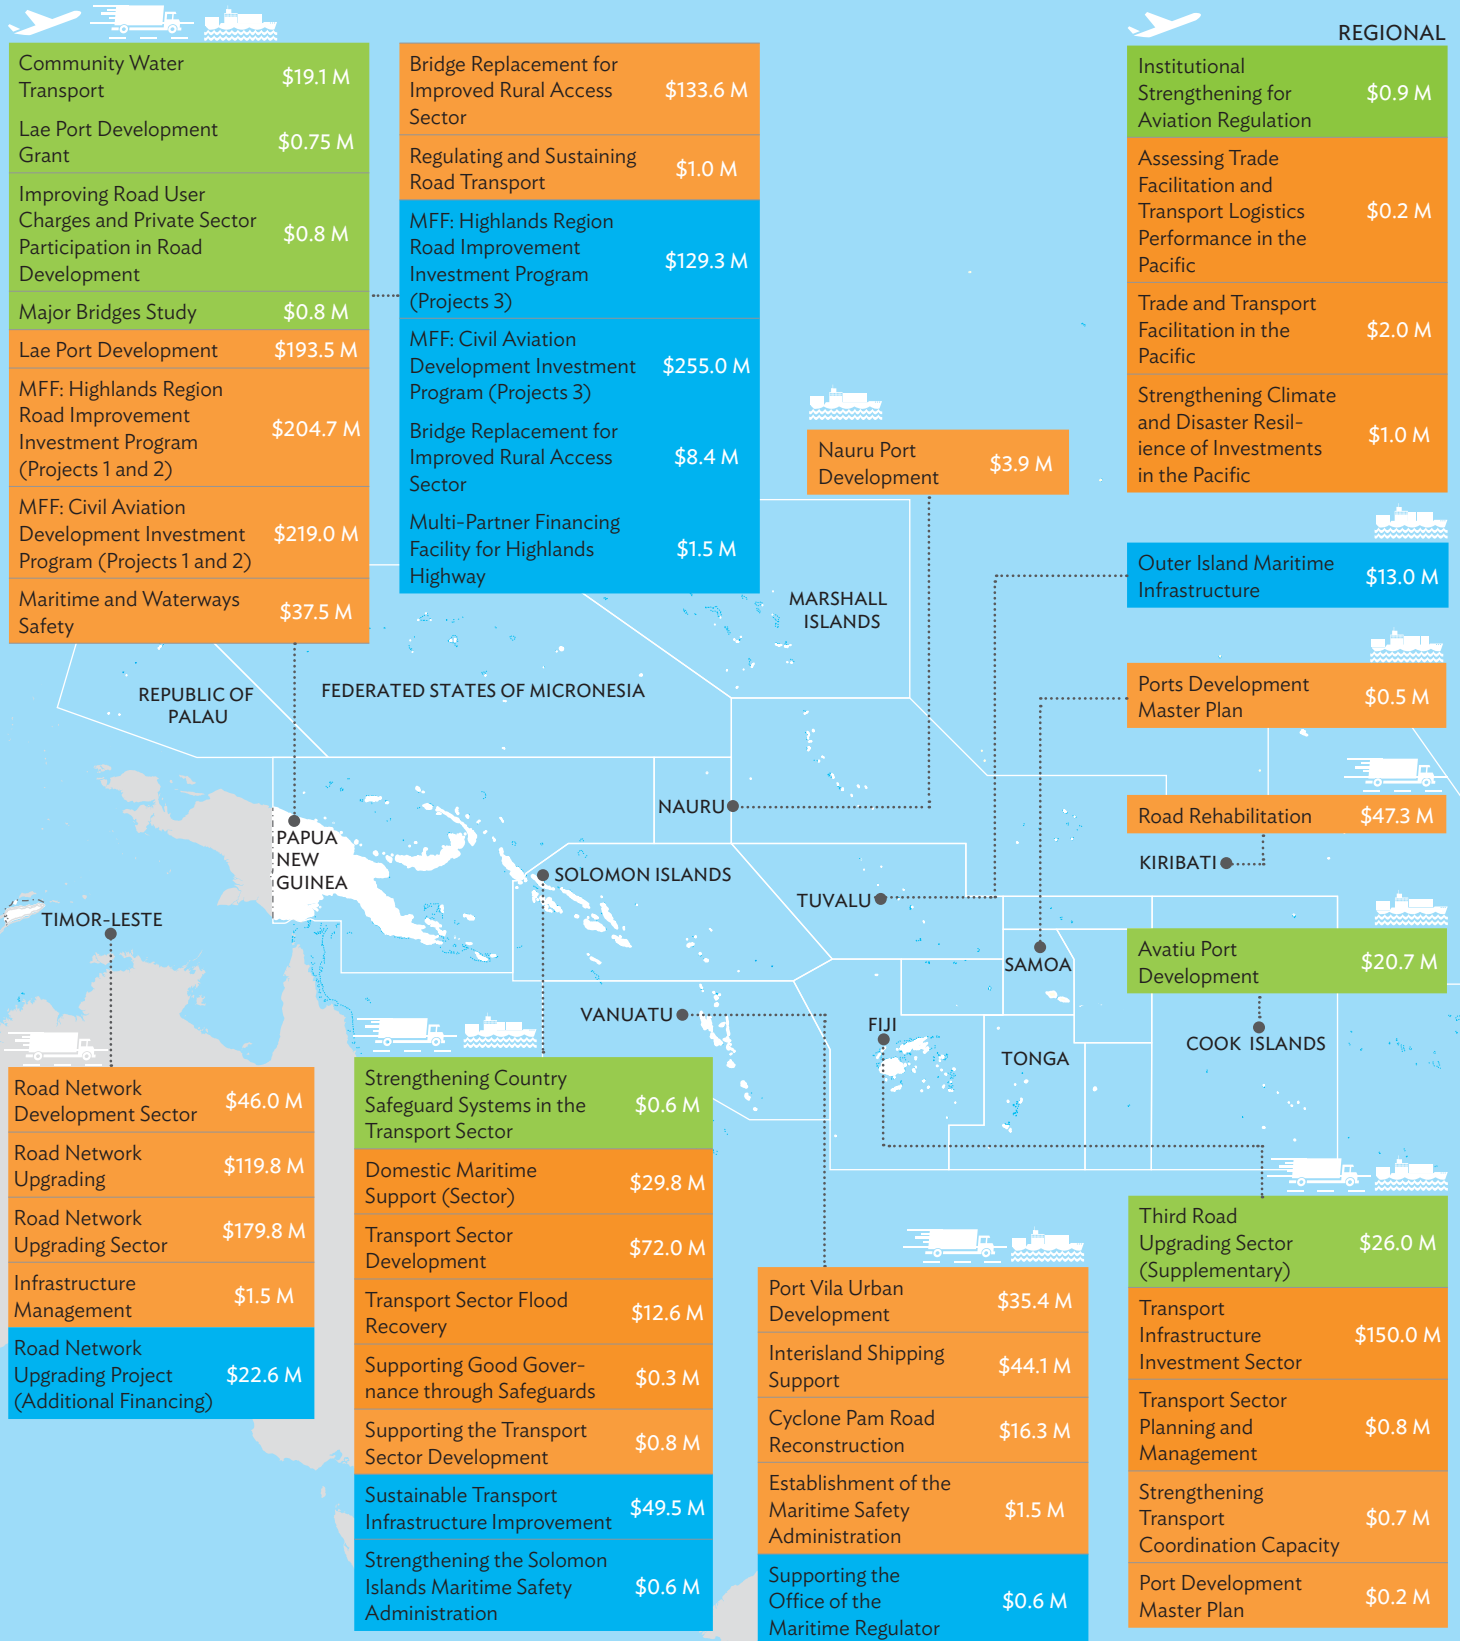 Community Water
Transport
$19.1 M
Lae Port Development
Grant
$0.75 M
Improving Road User
Charges and Private Sector
Participation in Road
Development
$0.8 M
Major Bridges Study
$0.8 M
Lae Port Development
$193.5 M
MFF: Highlands Region
Road Improvement
Investment Program
(Projects 1 and 2)
$204.7 M
MFF: Civil Aviation
Development Investment
Program (Projects 1 and 2)
$219.0 M
Maritime and Waterways
Safety
$37.5 M
Bridge Replacement for
Improved Rural Access
Sector
$133.6 M
Regulating and Sustaining
Road Transport
$1.0 M
MFF: Highlands Region
Road Improvement
Investment Program
(Projects 3)
$129.3 M
MFF: Civil Aviation
Development Investment
Program (Projects 3)
$255.0 M
Bridge Replacement for
Improved Rural Access
Sector
$8.4 M
Multi-Partner Financing
Facility for Highlands
Highway
$1.5 M
Nauru Port
Development
$3.9 M
REGIONAL
Institutional
Strengthening for
Aviation Regulation
$0.9 M
Assessing Trade
Facilitation and
Transport Logistics
Performance in the
Pacific
$0.2 M
Trade and Transport
Facilitation in the
Pacific
$2.0 M
Strengthening Climate
and Disaster Resil-
ience of Investments
in the Pacific
$1.0 M
Outer Island Maritime
Infrastructure
$13.0 M
Ports Development
Master Plan
$0.5 M
Road Rehabilitation
$47.3 M
KIRIBATI
Avatiu Port
Development
$20.7 M
COOK ISLANDS
MARSHALL
ISLANDS
REPUBLIC OF
PALAU
FEDERATED STATES OF MICRONESIA
NAURU
PAPUA
NEW
GUINEA
SOLOMON ISLANDS
TUVALU
TIMOR-LESTE
SAMOA
VANUATU
FIJI
TONGA
Road Network
Development Sector
$46.0 M
Road Network
Upgrading
$119.8 M
Road Network
Upgrading Sector
$179.8 M
Infrastructure
Management
$1.5 M
Road Network
Upgrading Project
(Additional Financing)
$22.6 M
Strengthening Country
Safeguard Systems in the
Transport Sector
$0.6 M
Domestic Maritime
Support (Sector)
$29.8 M
Transport Sector
Development
$72.0 M
Transport Sector Flood
Recovery
$12.6 M
Supporting Good Gover-
nance through Safeguards
$0.3 M
Supporting the Transport
Sector Development
$0.8 M
Sustainable Transport
Infrastructure Improvement
$49.5 M
Strengthening the Solomon
Islands Maritime Safety
Administration
$0.6 M
Port Vila Urban
Development
$35.4 M
Interisland Shipping
Support
$44.1 M
Cyclone Pam Road
Reconstruction
$16.3 M
Establishment of the
Maritime Safety
Administration
$1.5 M
Supporting the
Office of the
Maritime Regulator
$0.6 M
Third Road
Upgrading Sector
(Supplementary)
$26.0 M
Transport
Infrastructure
Investment Sector
$150.0 M
Transport Sector
Planning and
Management
$0.8 M
Strengthening
Transport
Coordination Capacity
$0.7 M
Port Development
Master Plan
$0.2 M